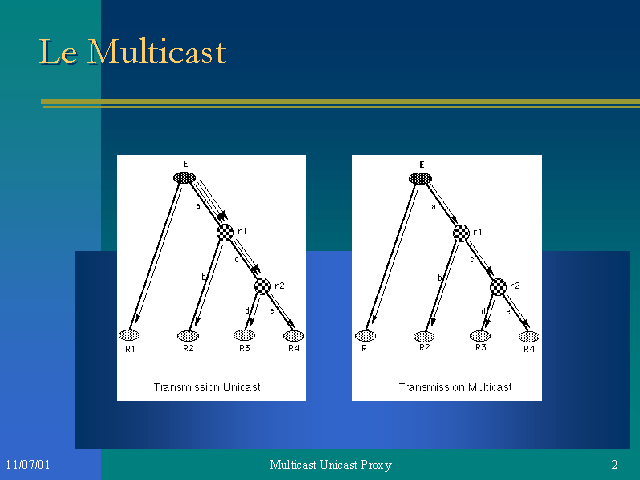 Le Multicast
E
a
r1
c
b
r2
d
e
R1
R2
R3
R4
Transmission Unicast
E
a
r1
c
b
r2
d
e
R
R2
R3
R4
Transmission Multicast
11/07/01
Multicast Unicast Proxy
2